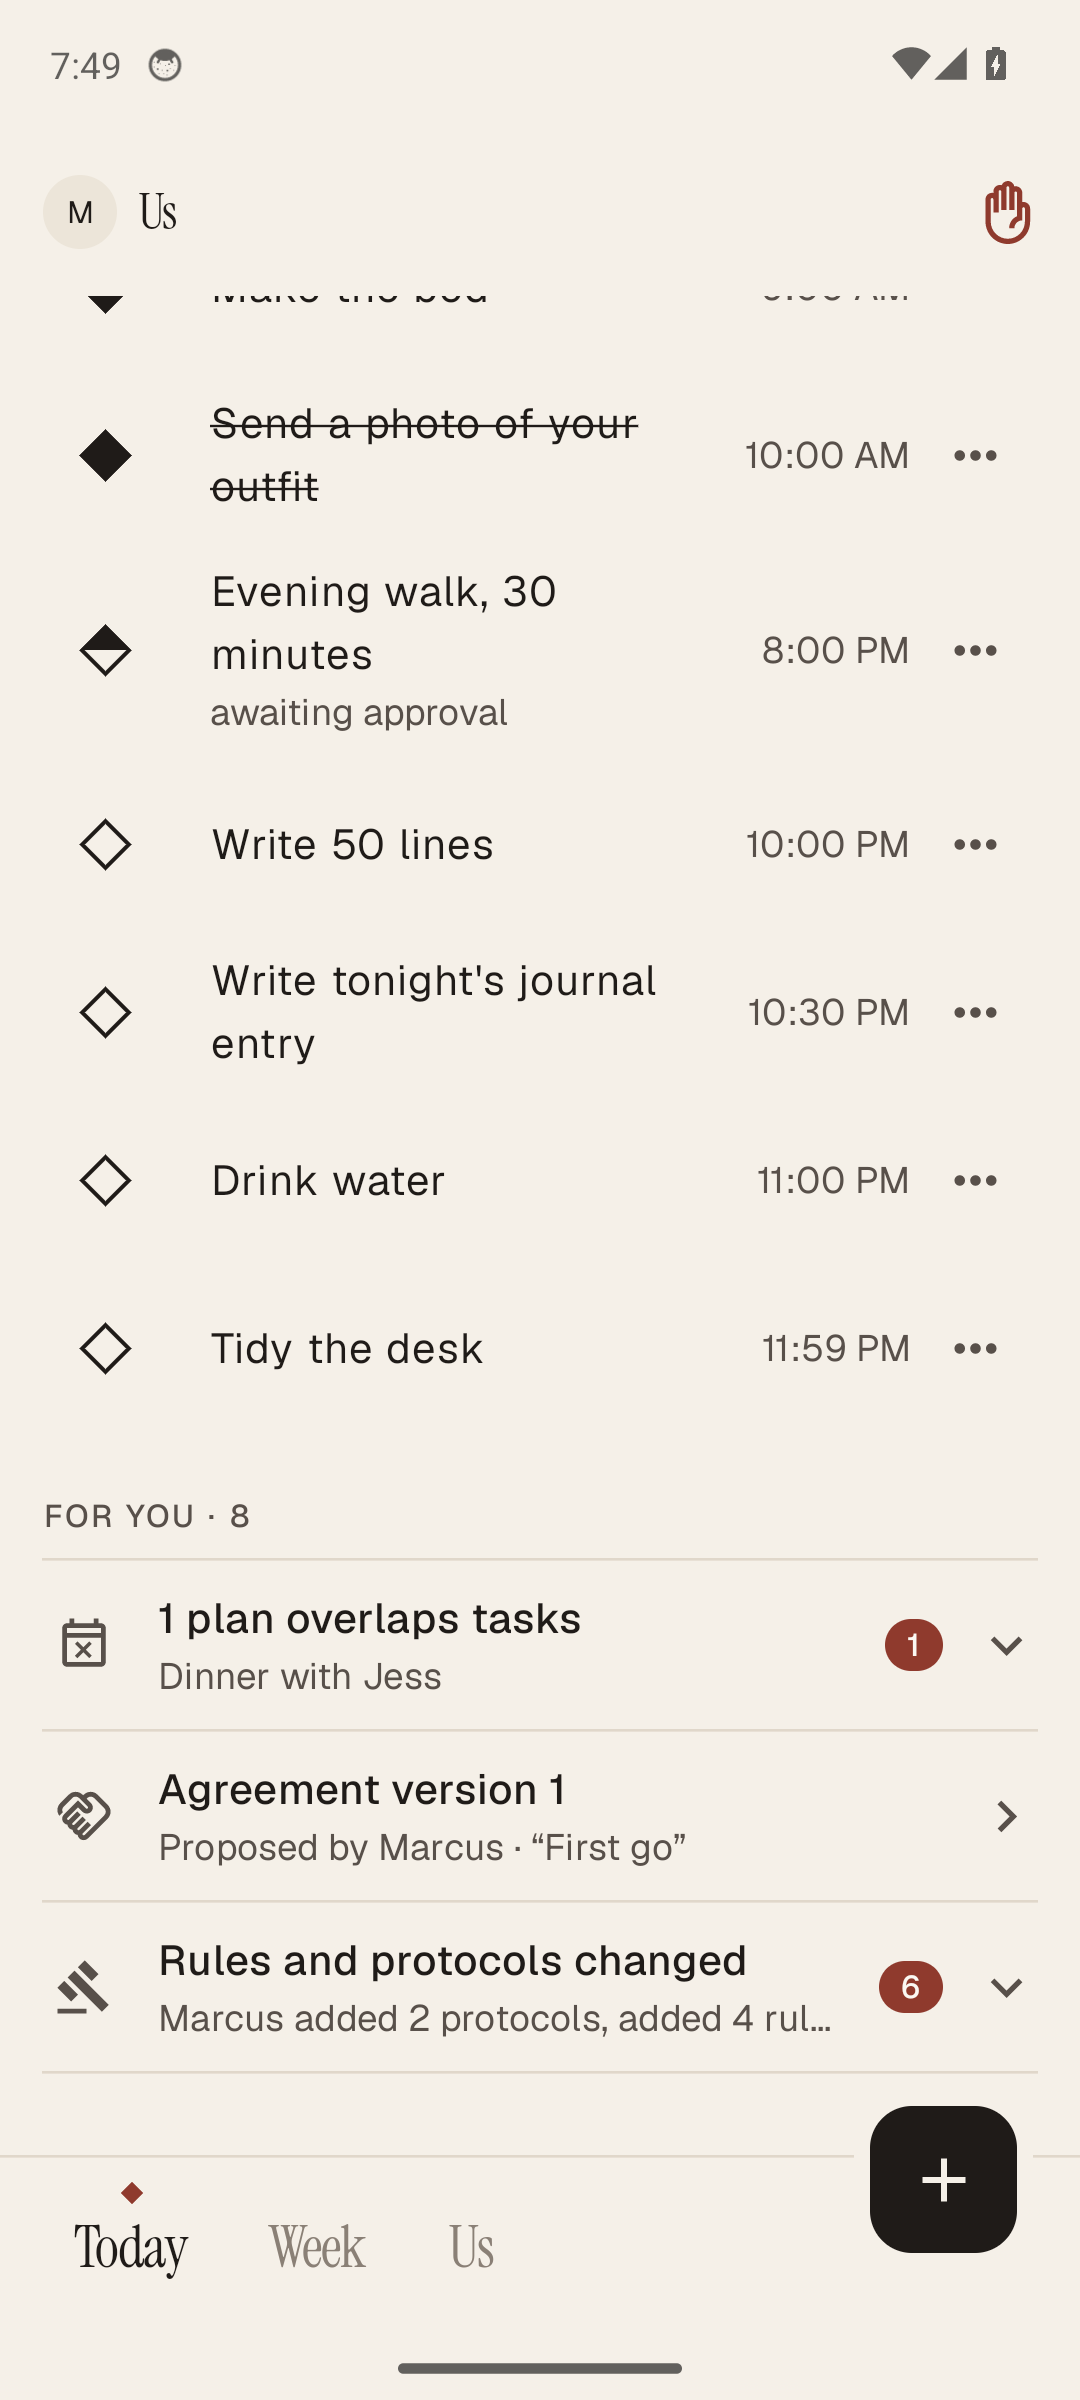 7:49
M
Us
Make the bed
Send a photo of your
outfit
10:00 AM
Evening walk, 30
minutes
awaiting approval
8:00 PM
Write 50 lines
10:00 PM
Write tonight's journal
entry
10:30 PM
Drink water
11:00 PM
Tidy the desk
11:59 PM
FOR YOU · 8
1 plan overlaps tasks
Dinner with Jess
1
Agreement version 1
Proposed by Marcus · “First go”
Rules and protocols changed
Marcus added 2 protocols, added 4 rul...
6
Today
Week
Us